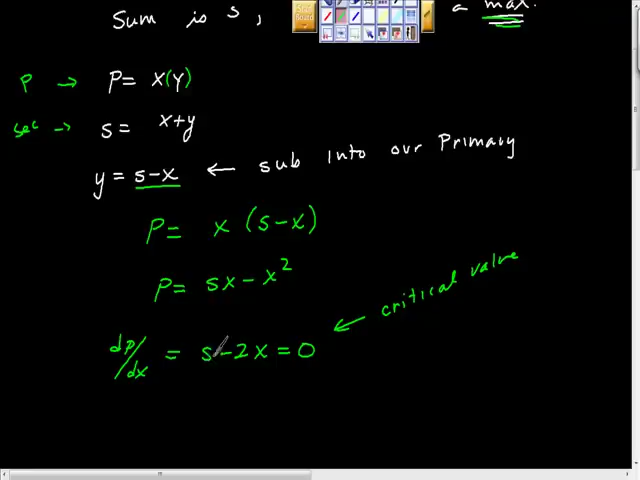 Sum is s, a max.
P → P = x(y)
sec → s = x+y
y = s-x ← sub into our Primary
P = x (s-x)
P = sx - x²
critical value
dp/dx = s - 2x = 0 ←